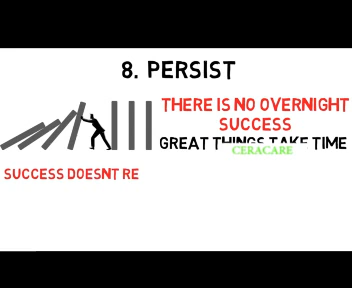 8. PERSIST
THERE IS NO OVERNIGHT
SUCCESS
GREAT THINGS TAKE TIME
CERACARE
SUCCESS DOESNT RE